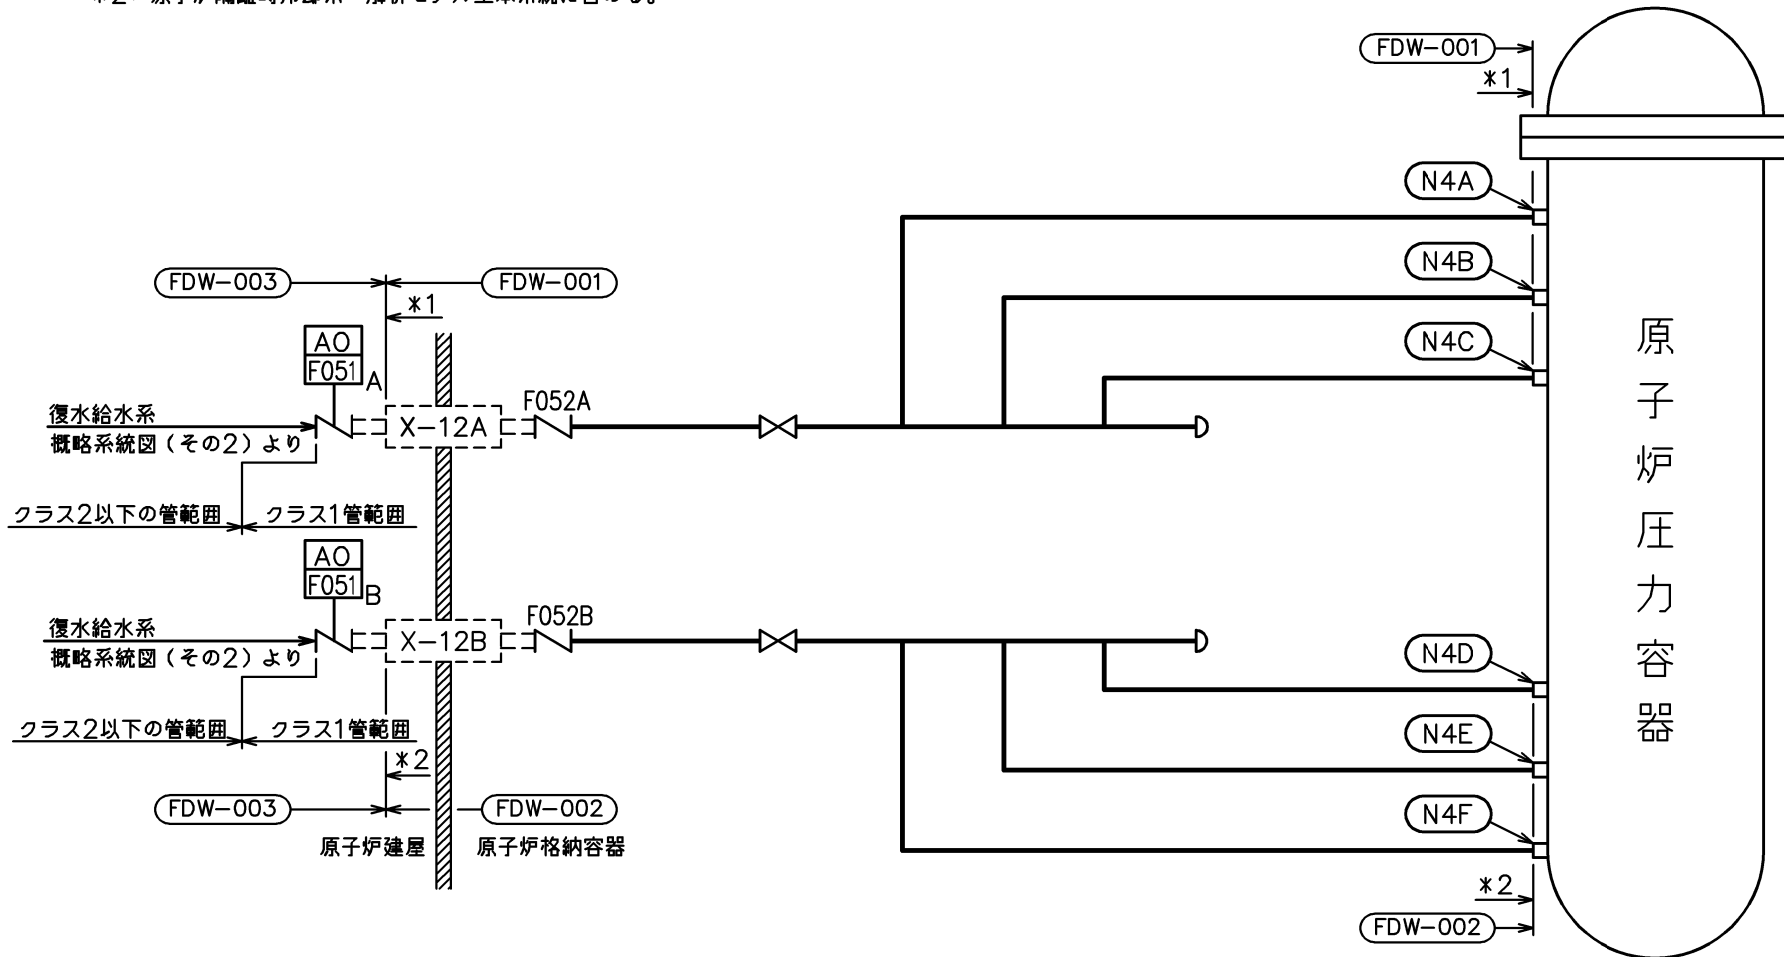 FDW-001
*1
N4A
N4B
FDW-003
FDW-001
*1
N4C
AO
F051
A
F052A
復水給水系
X-12A
概略系統図(その2)より
クラス2以下の管範囲
クラス1管範囲
AO
F051
B
F052B
復水給水系
X-12B
概略系統図(その2)より
N4D
クラス2以下の管範囲
クラス1管範囲
N4E
*2
FDW-003
FDW-002
N4F
原子炉建屋
原子炉格納容器
*2
FDW-002
原子炉圧力容器